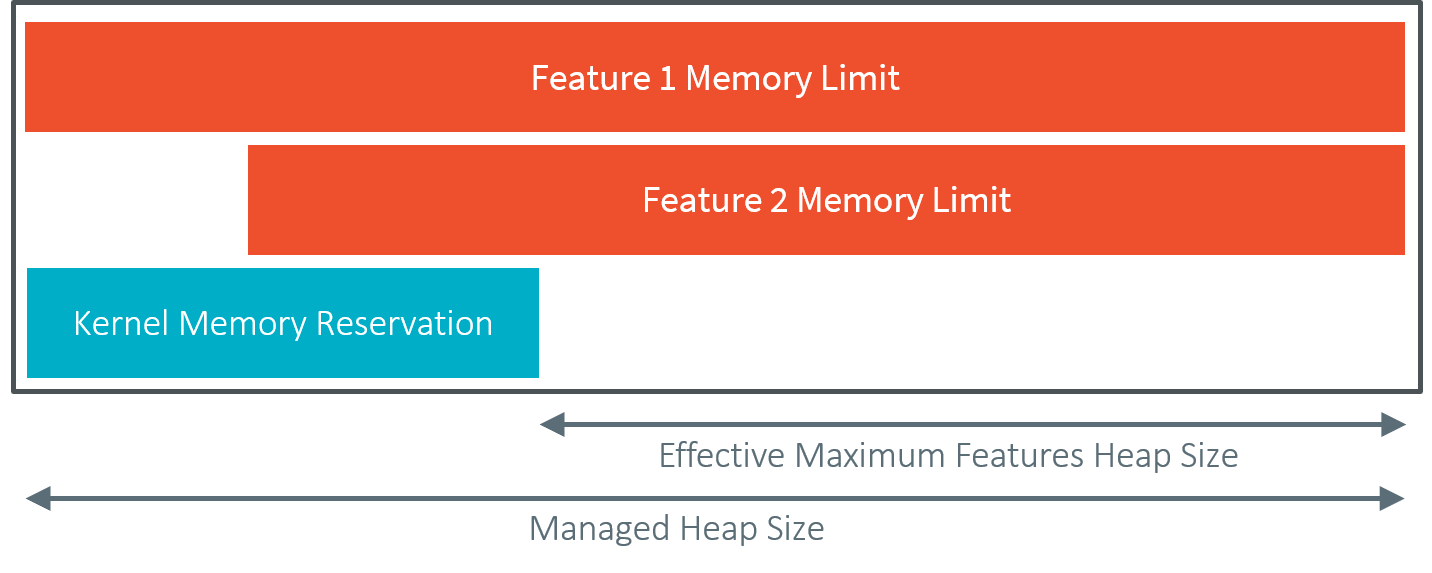 Feature 1 Memory Limit
Feature 2 Memory Limit
Kernel Memory Reservation
Effective Maximum Features Heap Size
Managed Heap Size